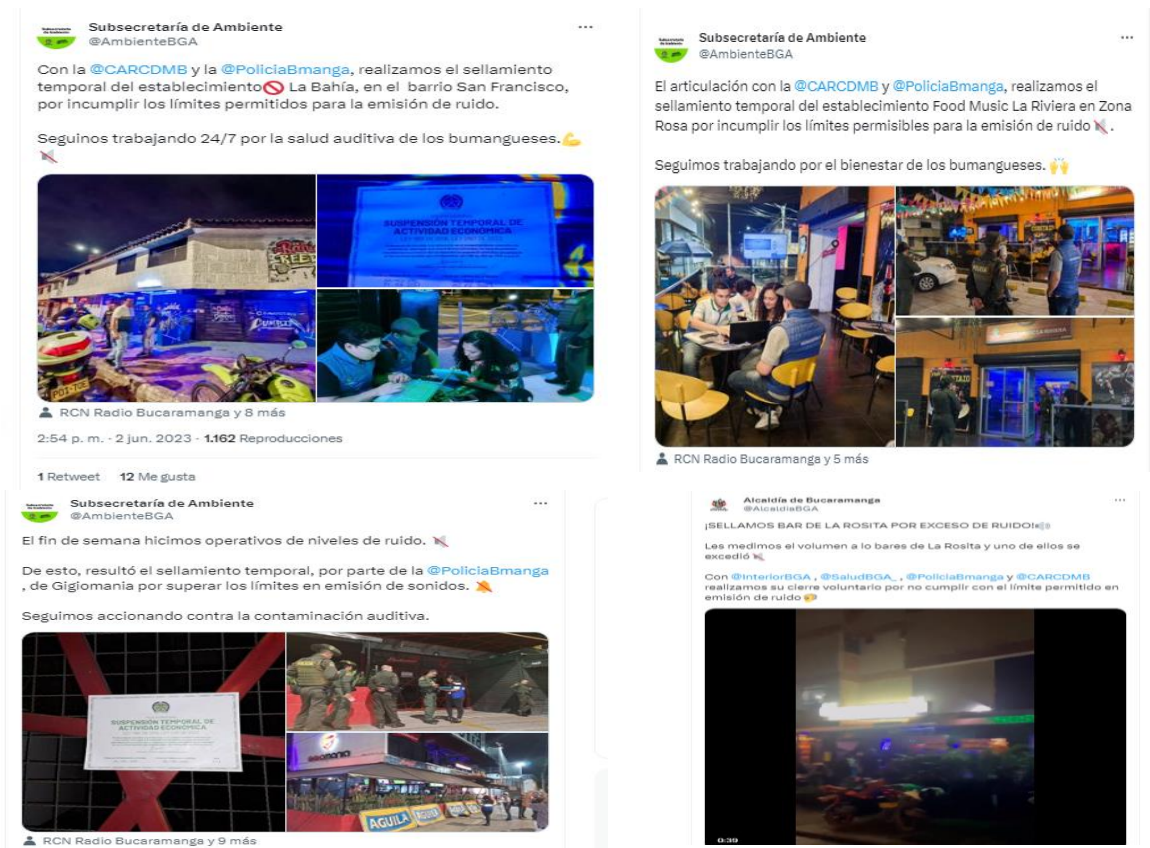 Subsecretaría de Ambiente
@AmbienteBGA
Con la @CARCDMB y la @PoliciaBmanga, realizamos el sellamiento
temporal del establecimiento🚫 La Bahía, en el barrio San Francisco,
por incumplir los límites permitidos para la emisión de ruido.
Seguinos trabajando 24/7 por la salud auditiva de los bumangueses.💪
🔇
SUSPENSIÓN TEMPORAL DE
ACTIVIDAD ECONÓMICA
RCN Radio Bucaramanga y 8 más
2:54 p. m. · 2 jun. 2023 · 1.162 Reproducciones
1 Retweet 12 Me gusta
Subsecretaría de Ambiente
@AmbienteBGA
El articulación con la @CARCDMB y @PoliciaBmanga, realizamos el
sellamiento temporal del establecimiento Food Music La Riviera en Zona
Rosa por incumplir los límites permisibles para la emisión de ruido🔇.
Seguimos trabajando por el bienestar de los bumangueses. 🙌
RCN Radio Bucaramanga y 5 más
Subsecretaría de Ambiente
@AmbienteBGA
El fin de semana hicimos operativos de niveles de ruido. 🔇
De esto, resultó el sellamiento temporal, por parte de la @PoliciaBmanga
, de Gigiomania por superar los límites en emisión de sonidos. 🔕
Seguimos accionando contra la contaminación auditiva.
SUSPENSIÓN TEMPORAL DE
ACTIVIDAD ECONÓMICA
AGUILA
RCN Radio Bucaramanga y 9 más
Alcaldía de Bucaramanga
@AlcaldiaBGA
¡SELLAMOS BAR DE LA ROSITA POR EXCESO DE RUIDO!🔊
Les medimos el volumen a lo bares de La Rosita y uno de ellos se
excedió🔇
Con @InteriorBGA , @SaludBGA_ , @PoliciaBmanga y @CARCDMB
realizamos su cierre voluntario por no cumplir con el límite permitido en
emisión de ruido
0:39